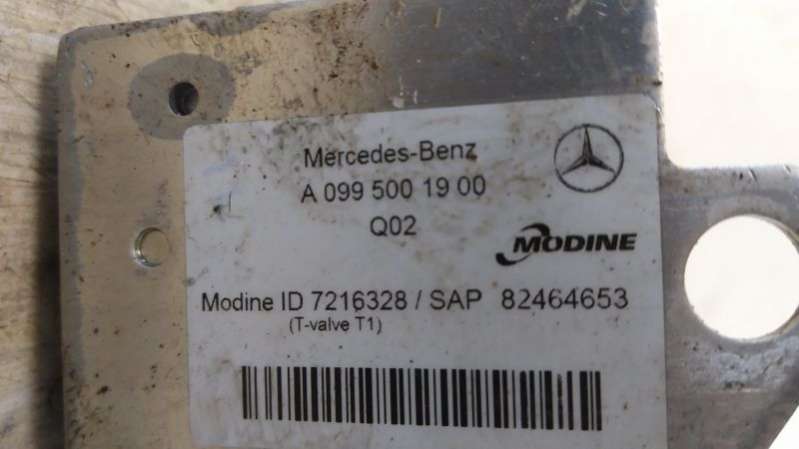 Mercedes-Benz
A 099 500 19 00
Q02
MODINE
Modine ID 7216328 / SAP 82464653
(T-valve T1)